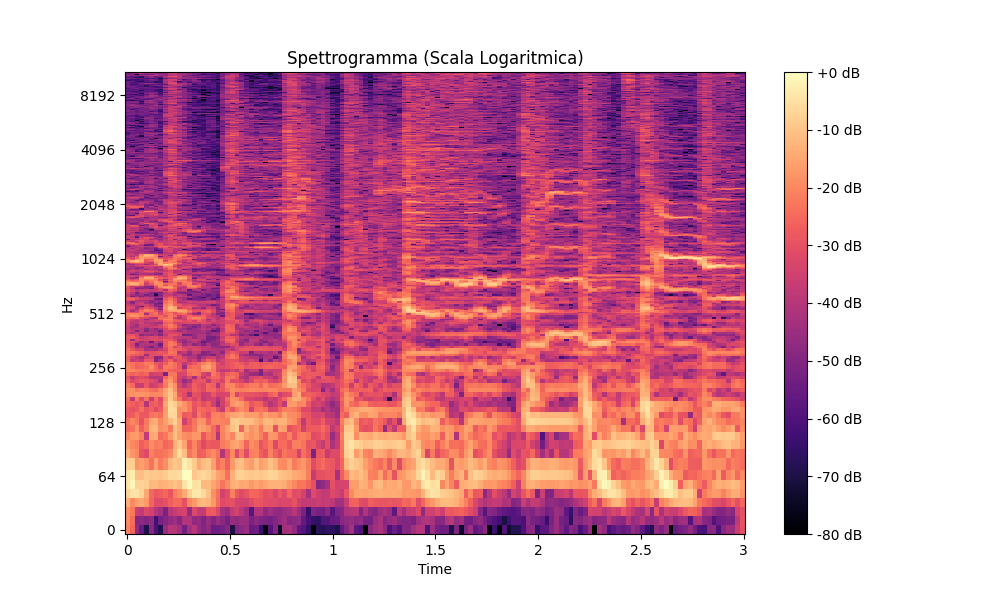 Spettrogramma (Scala Logaritmica)
8192
4096
2048
1024
512
256
128
64
0
Hz
0
0.5
1
1.5
2
2.5
3
Time
+0 dB
-10 dB
-20 dB
-30 dB
-40 dB
-50 dB
-60 dB
-70 dB
-80 dB